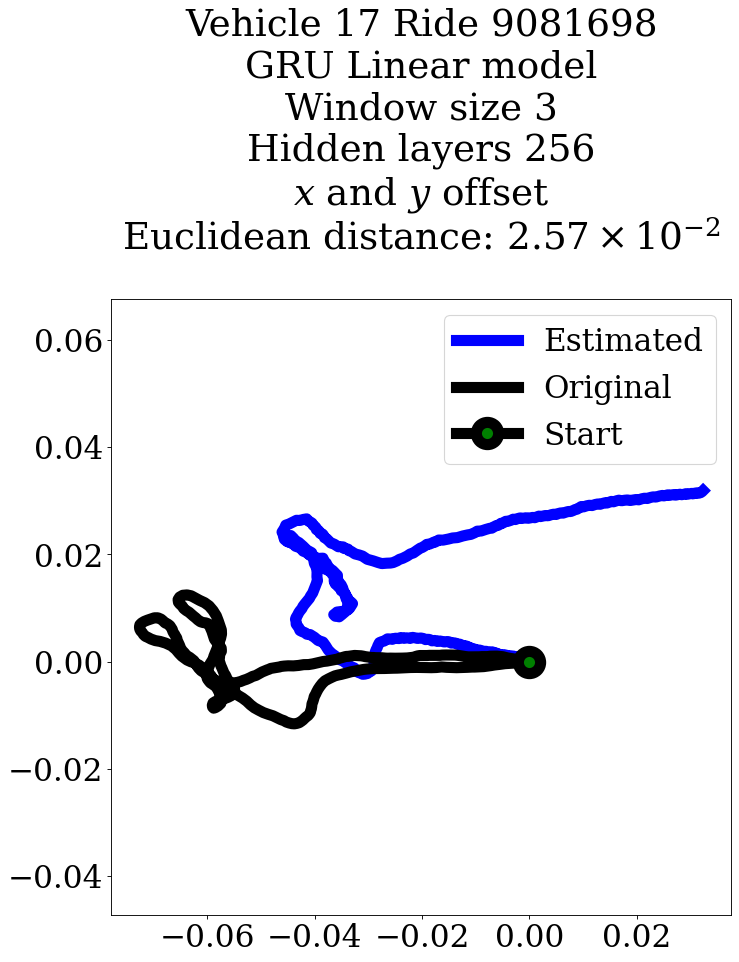 Vehicle 17 Ride 9081698
GRU Linear model
Window size 3
Hidden layers 256
x and y offset
Euclidean distance: 2.57 × 10⁻²
Estimated
Original
Start
0.06
0.04
0.02
0.00
−0.02
−0.04
−0.06 −0.04 −0.02 0.00 0.02